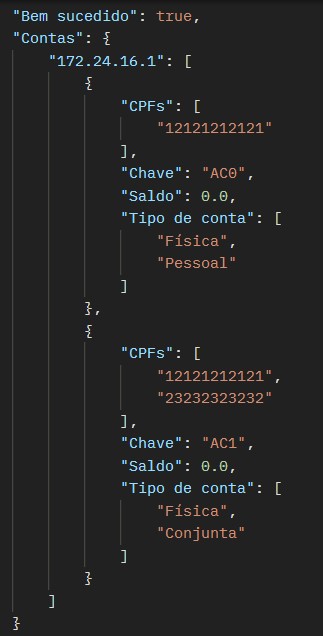 "Bem sucedido": true,
"Contas": {
"172.24.16.1": [
{
"CPFs": [
"12121212121"
],
"Chave": "AC0",
"Saldo": 0.0,
"Tipo de conta": [
"Física",
"Pessoal"
]
},
{
"CPFs": [
"12121212121",
"23232323232"
],
"Chave": "AC1",
"Saldo": 0.0,
"Tipo de conta": [
"Física",
"Conjunta"
]
}
]
}